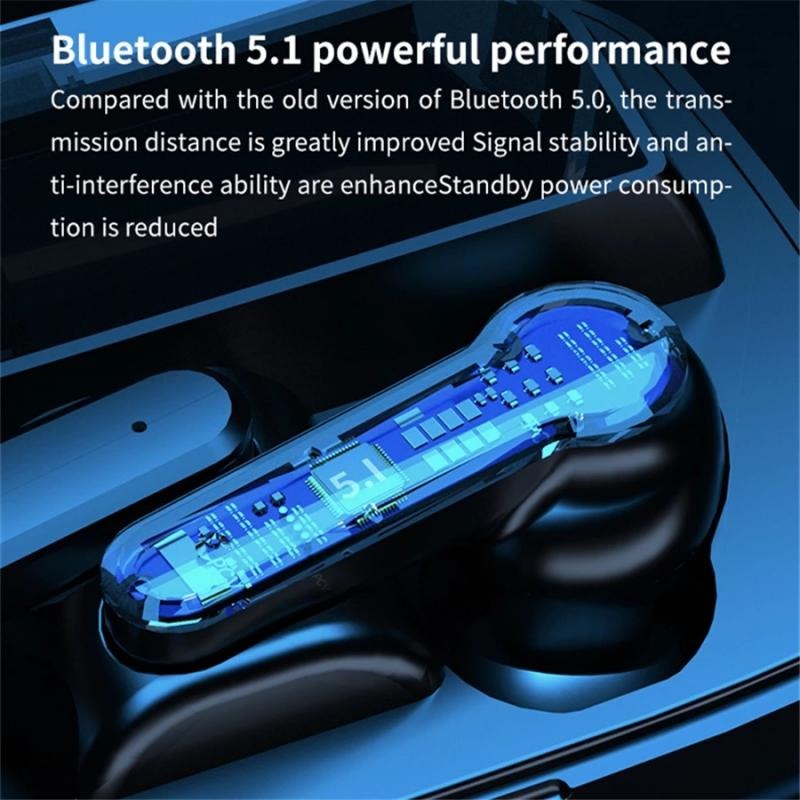 Bluetooth 5.1 powerful performance
Compared with the old version of Bluetooth 5.0, the trans-
mission distance is greatly improved Signal stability and an-
ti-interference ability are enhanceStandby power consump-
tion is reduced
5.1